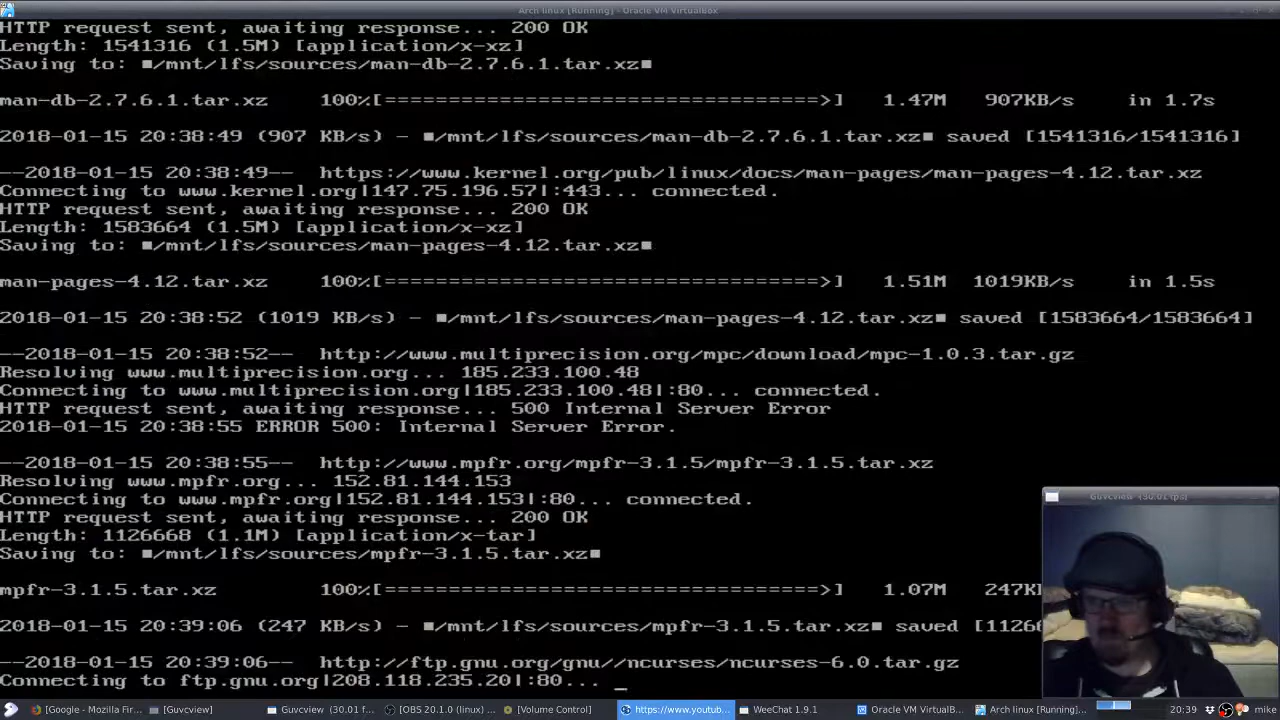 Arch linux [Running] - Oracle VM VirtualBox
HTTP request sent, awaiting response... 200 OK
Length: 1541316 (1.5M) [application/x-xz]
Saving to: ■/mnt/lfs/sources/man-db-2.7.6.1.tar.xz■
man-db-2.7.6.1.tar.xz 100%[===================================>] 1.47M 907KB/s in 1.7s
2018-01-15 20:38:49 (907 KB/s) - ■/mnt/lfs/sources/man-db-2.7.6.1.tar.xz■ saved [1541316/1541316]
--2018-01-15 20:38:49-- https://www.kernel.org/pub/linux/docs/man-pages/man-pages-4.12.tar.xz
Connecting to www.kernel.org|147.75.196.57|:443... connected.
HTTP request sent, awaiting response... 200 OK
Length: 1583664 (1.5M) [application/x-xz]
Saving to: ■/mnt/lfs/sources/man-pages-4.12.tar.xz■
man-pages-4.12.tar.xz 100%[===================================>] 1.51M 1019KB/s in 1.5s
2018-01-15 20:38:52 (1019 KB/s) - ■/mnt/lfs/sources/man-pages-4.12.tar.xz■ saved [1583664/1583664]
--2018-01-15 20:38:52-- http://www.multiprecision.org/mpc/download/mpc-1.0.3.tar.gz
Resolving www.multiprecision.org... 185.233.100.48
Connecting to www.multiprecision.org|185.233.100.48|:80... connected.
HTTP request sent, awaiting response... 500 Internal Server Error
2018-01-15 20:38:55 ERROR 500: Internal Server Error.
--2018-01-15 20:38:55-- http://www.mpfr.org/mpfr-3.1.5/mpfr-3.1.5.tar.xz
Resolving www.mpfr.org... 152.81.144.153
Connecting to www.mpfr.org|152.81.144.153|:80... connected.
HTTP request sent, awaiting response... 200 OK
Length: 1126668 (1.1M) [application/x-tar]
Saving to: ■/mnt/lfs/sources/mpfr-3.1.5.tar.xz■
mpfr-3.1.5.tar.xz 100%[===================================>] 1.07M 247K
2018-01-15 20:39:06 (247 KB/s) - ■/mnt/lfs/sources/mpfr-3.1.5.tar.xz■ saved [1126
--2018-01-15 20:39:06-- http://ftp.gnu.org/gnu//ncurses/ncurses-6.0.tar.gz
Connecting to ftp.gnu.org|208.118.235.20|:80... _
Guvcview (30.01 fps)
[Google - Mozilla Fir... [Guvcview] Guvcview (30.01 f... [OBS 20.1.0 (linux) ... [Volume Control] https://www.youtub... WeeChat 1.9.1 Oracle VM VirtualB... Arch linux [Running]... 20:39 mike